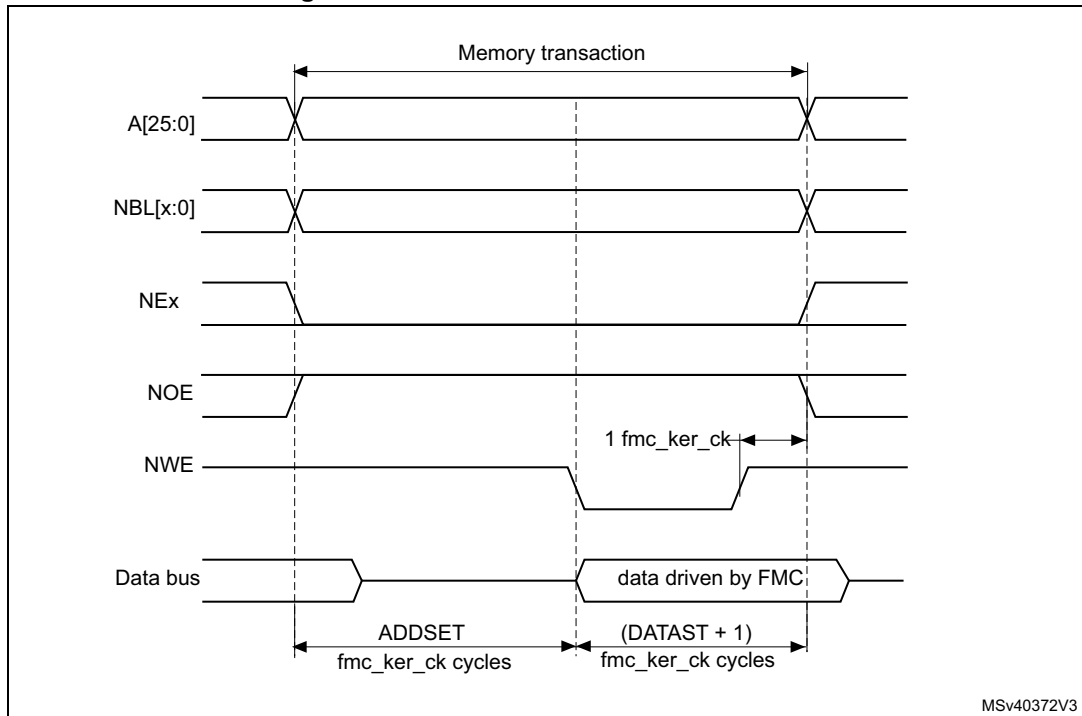 Memory transaction
A[25:0]
NBL[x:0]
NEx
NOE
1 fmc_ker_ck
NWE
Data bus
data driven by FMC
ADDSET
fmc_ker_ck cycles
(DATAST + 1)
fmc_ker_ck cycles
MSv40372V3